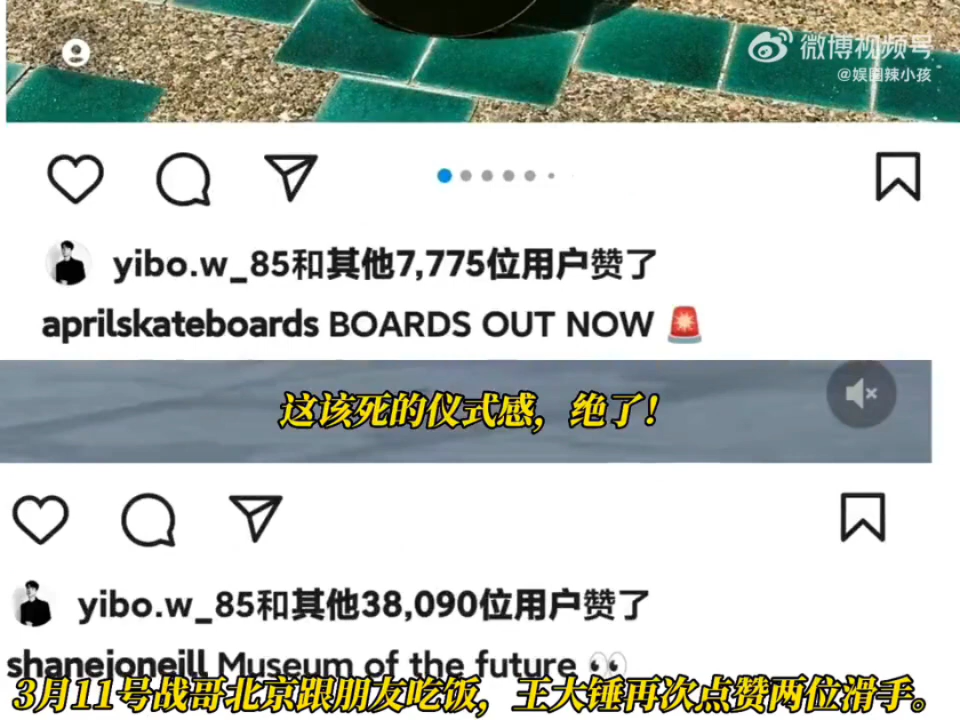 微博视频号
@娱圈辣小孩
yibo.w_85和其他7,775位用户赞了
aprilskateboards BOARDS OUT NOW 🚨
这该死的仪式感，绝了！
yibo.w_85和其他38,090位用户赞了
shanejoneill Museum of the future 👀
3月11号战哥北京跟朋友吃饭，王大锤再次点赞两位滑手。